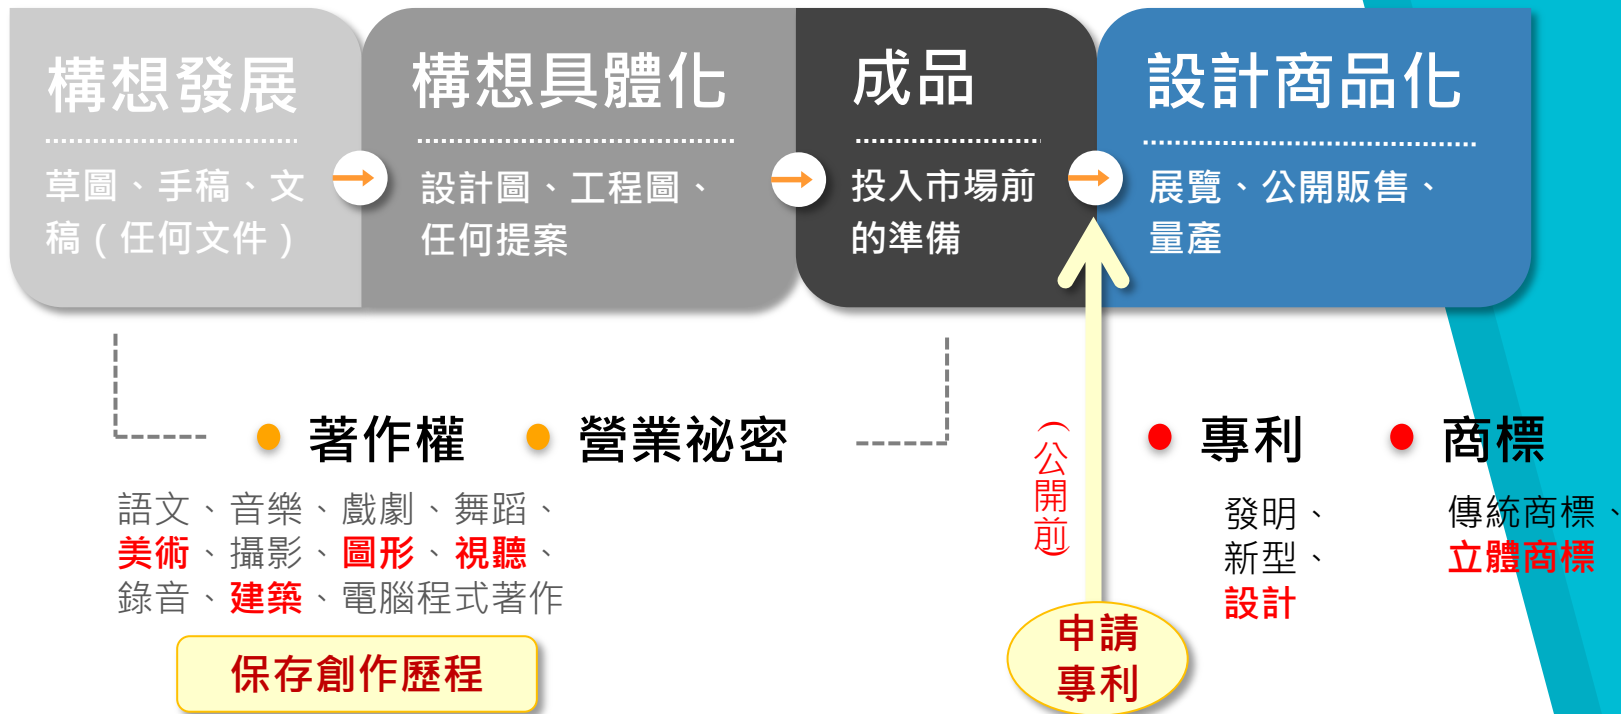 構想發展
草圖、手稿、文
稿（任何文件）
構想具體化
設計圖、工程圖、
任何提案
成品
投入市場前
的準備
設計商品化
展覽、公開販售、
量產
著作權
營業祕密
語文、音樂、戲劇、舞蹈、
美術、攝影、圖形、視聽、
錄音、建築、電腦程式著作
保存創作歷程
（公開前）
申請
專利
專利
發明、
新型、
設計
商標
傳統商標、
立體商標